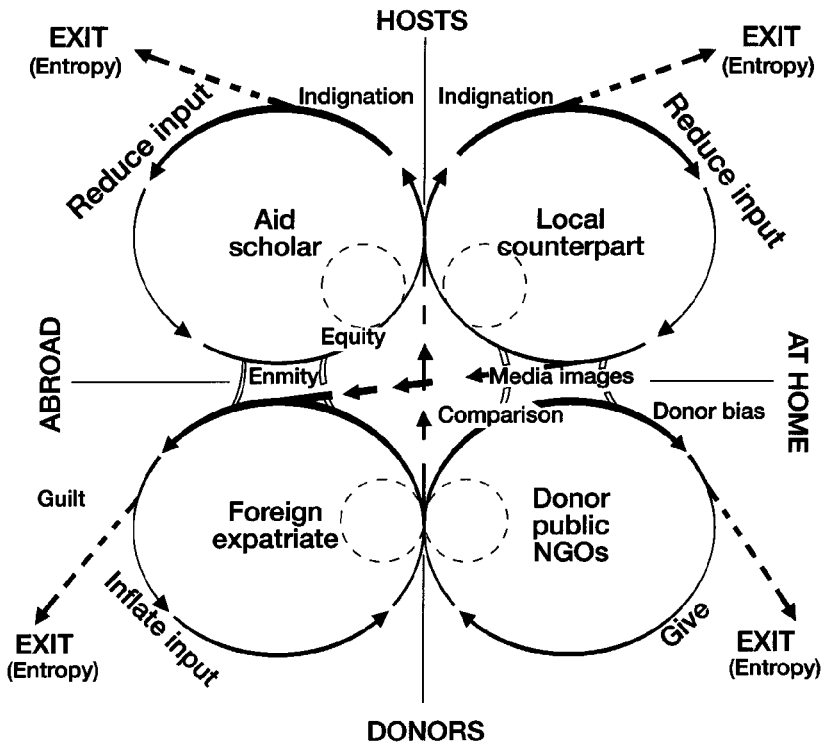 HOSTS
EXIT
(Entropy)
EXIT
(Entropy)
Indignation
Indignation
Reduce input
Reduce input
Aid
scholar
Local
counterpart
Equity
ABROAD
Enmity
Media images
AT HOME
Comparison
Donor bias
Guilt
Foreign
expatriate
Donor
public
NGOs
Inflate input
Give
EXIT
(Entropy)
EXIT
(Entropy)
DONORS